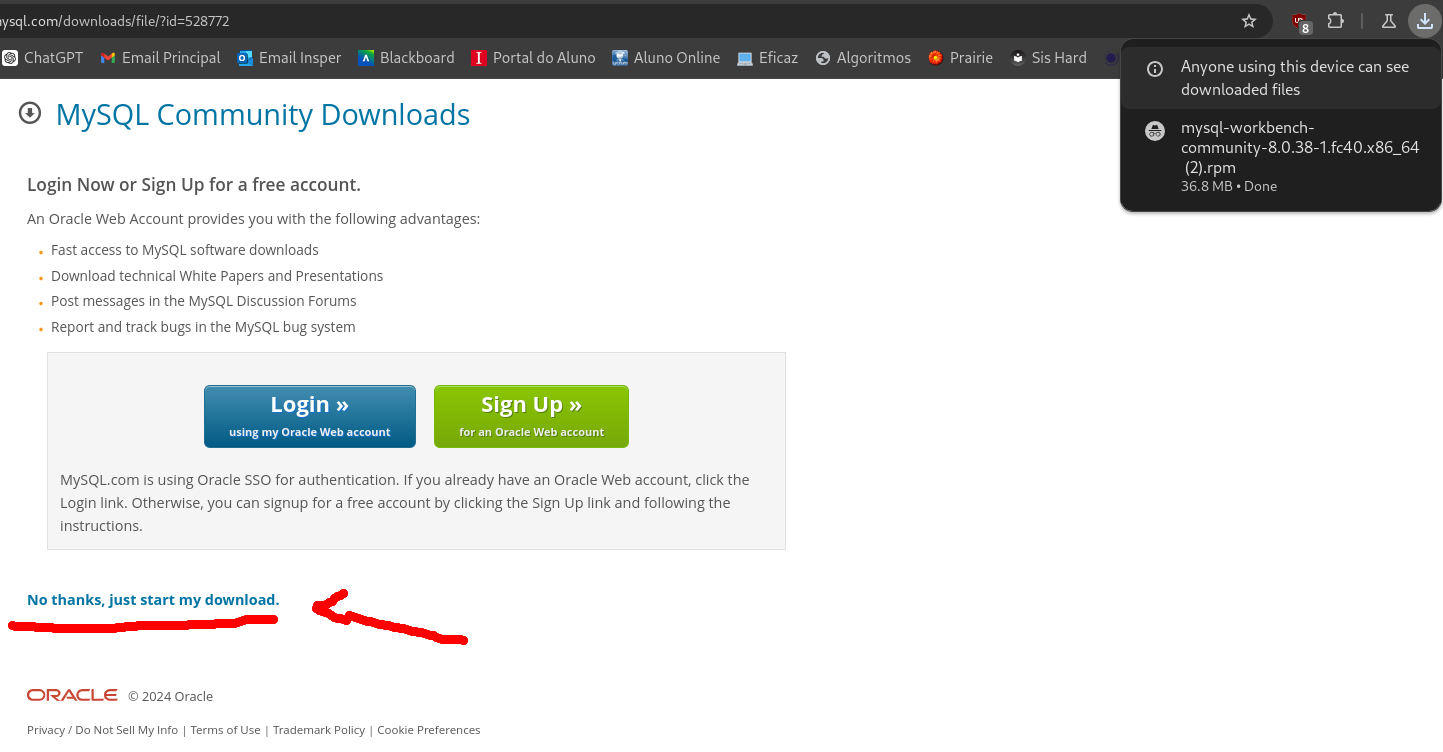 ysql.com/downloads/file/?id=528772
8
ChatGPT Email Principal Email Insper Blackboard Portal do Aluno Aluno Online Eficaz Algoritmos Prairie Sis Hard
Anyone using this device can see
downloaded files
mysql-workbench-
community-8.0.38-1.fc40.x86_64
(2).rpm
36.8 MB • Done
MySQL Community Downloads
Login Now or Sign Up for a free account.
An Oracle Web Account provides you with the following advantages:
Fast access to MySQL software downloads
Download technical White Papers and Presentations
Post messages in the MySQL Discussion Forums
Report and track bugs in the MySQL bug system
Login » Sign Up »
using my Oracle Web account for an Oracle Web account
MySQL.com is using Oracle SSO for authentication. If you already have an Oracle Web account, click the
Login link. Otherwise, you can signup for a free account by clicking the Sign Up link and following the
instructions.
No thanks, just start my download.
ORACLE © 2024 Oracle
Privacy / Do Not Sell My Info | Terms of Use | Trademark Policy | Cookie Preferences